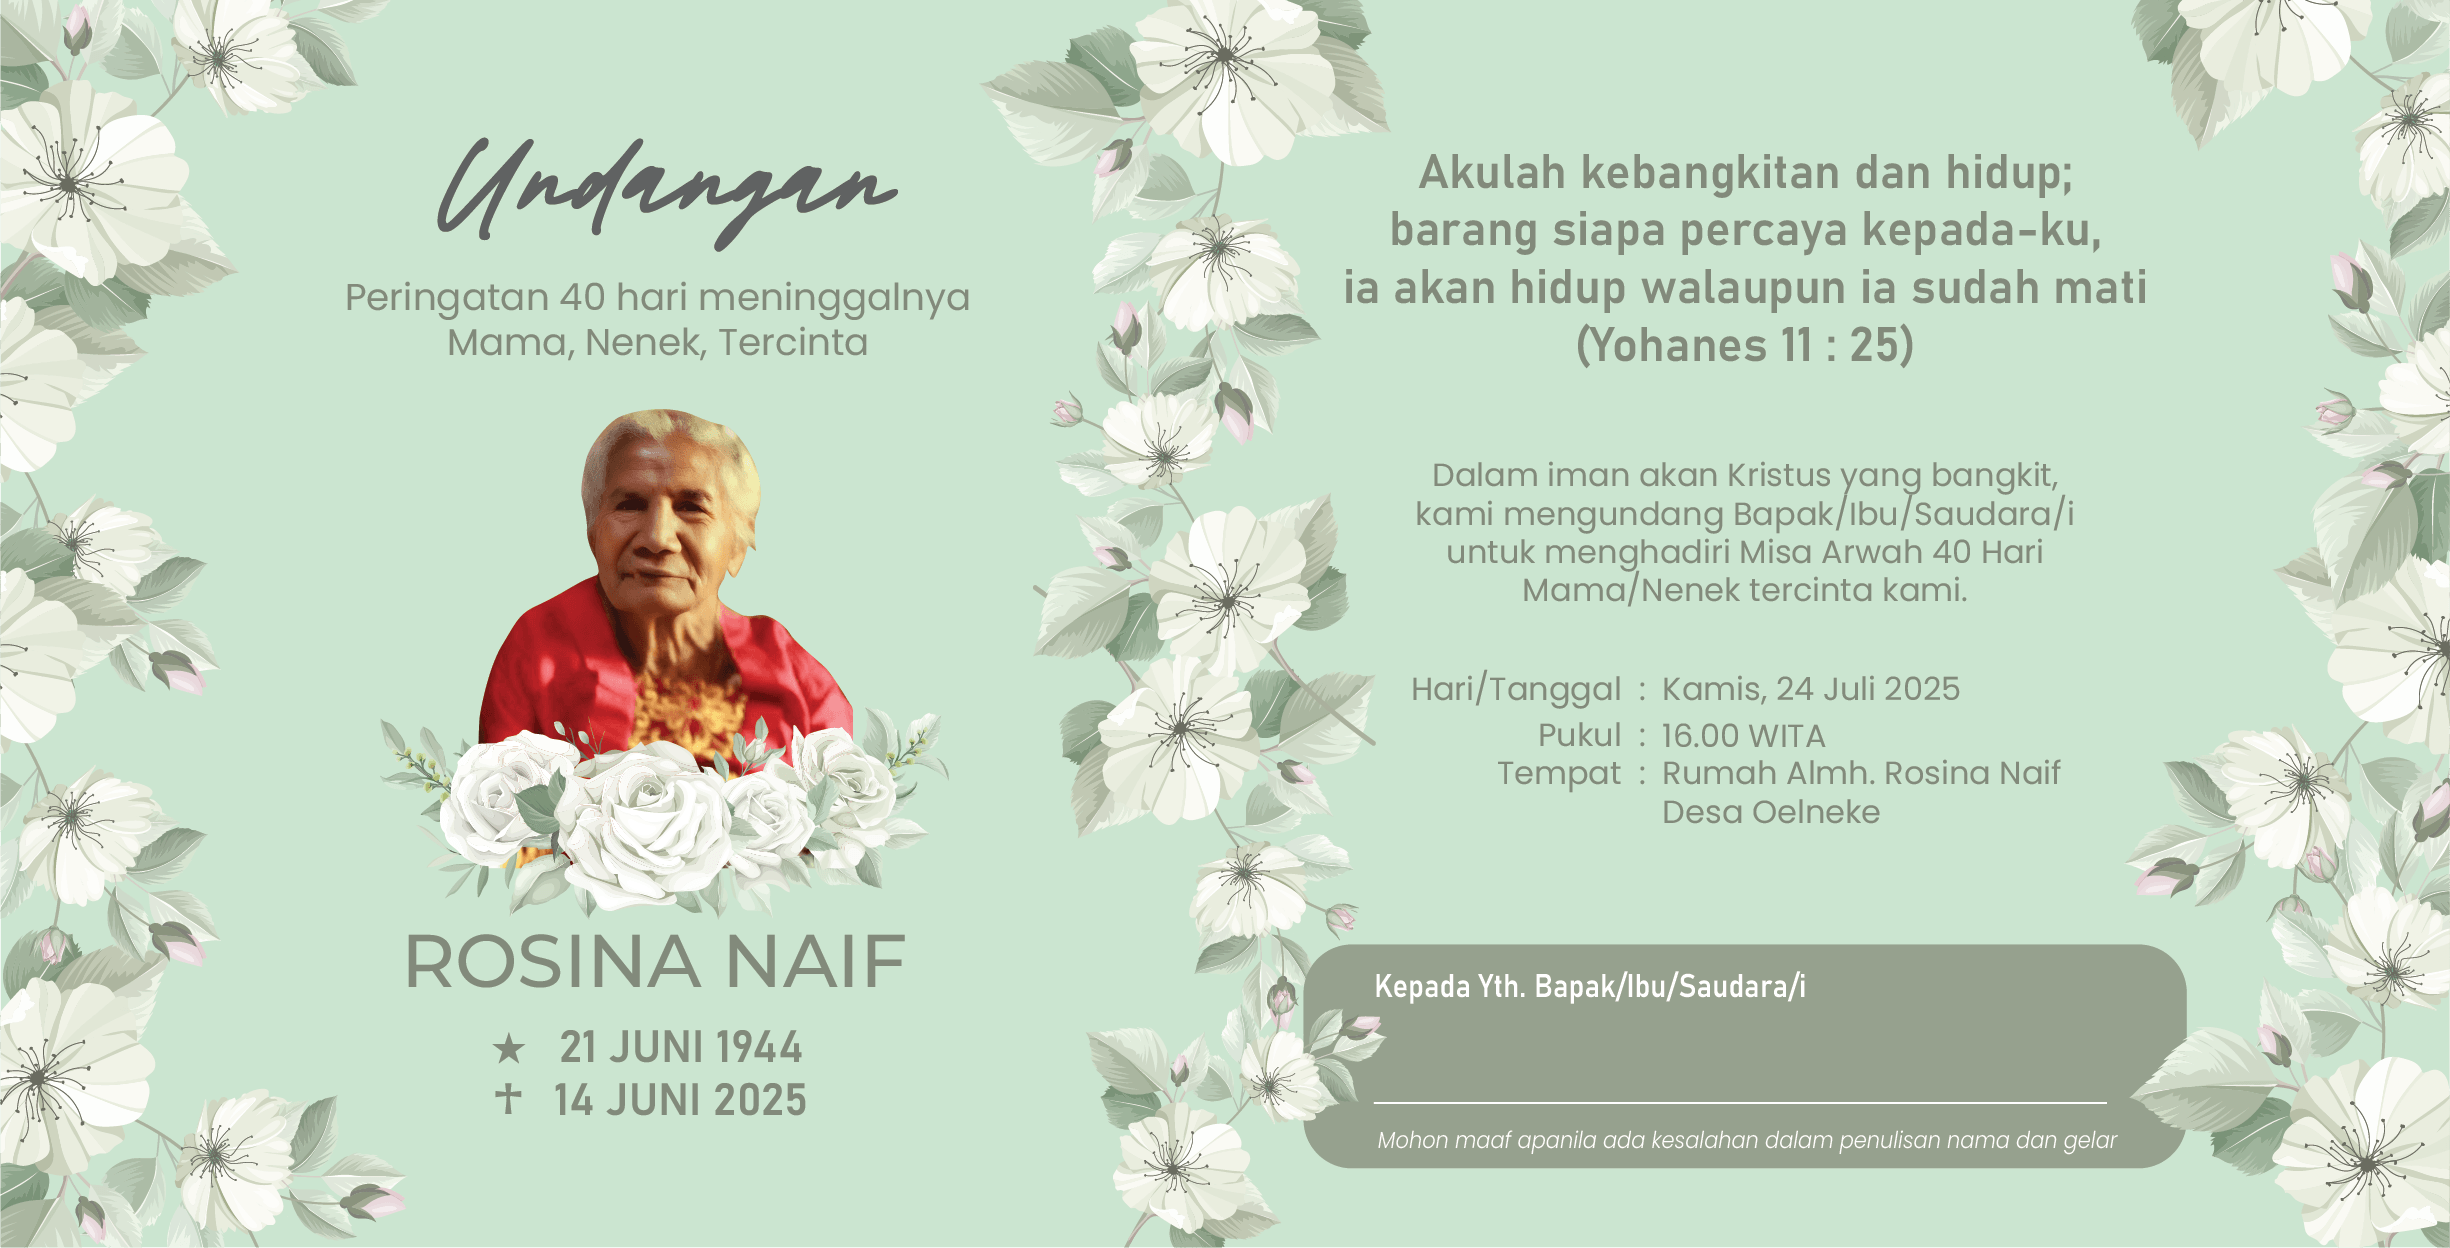 Undangan
Peringatan 40 hari meninggalnya
Mama, Nenek, Tercinta
ROSINA NAIF
★ 21 JUNI 1944
✝ 14 JUNI 2025
Akulah kebangkitan dan hidup;
barang siapa percaya kepada-ku,
ia akan hidup walaupun ia sudah mati
(Yohanes 11 : 25)
Dalam iman akan Kristus yang bangkit,
kami mengundang Bapak/Ibu/Saudara/i
untuk menghadiri Misa Arwah 40 Hari
Mama/Nenek tercinta kami.
Hari/Tanggal : Kamis, 24 Juli 2025
Pukul : 16.00 WITA
Tempat : Rumah Almh. Rosina Naif
Desa Oelneke
Kepada Yth. Bapak/Ibu/Saudara/i
Mohon maaf apanila ada kesalahan dalam penulisan nama dan gelar